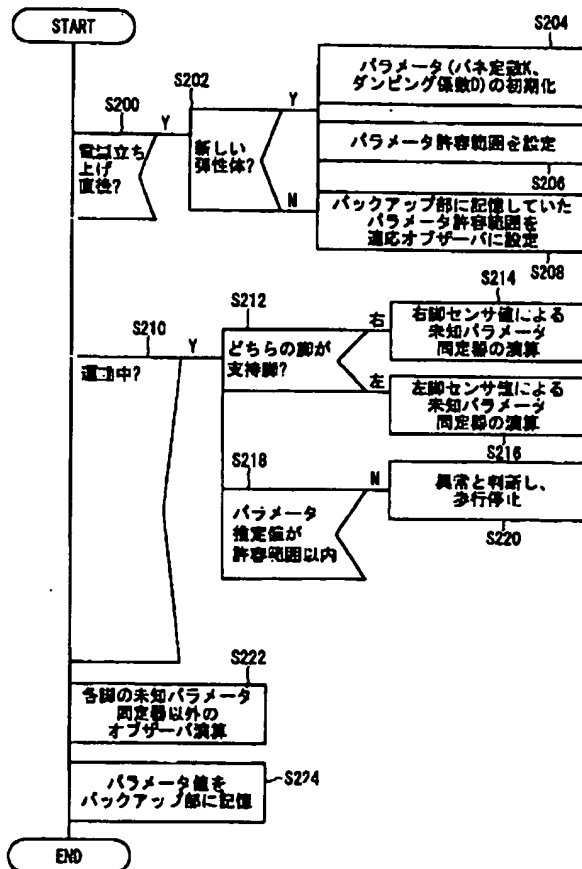 START
S204
パラメータ(バネ定数K、
ダンピング係数D)の初期化
S202
S200
Y
Y
新しい
弾性体?
電源立ち
上げ
直後?
パラメータ許容範囲を設定
S206
N
バックアップ部に記憶していた
パラメータ許容範囲を
適応オブザーバに設定
S208
S214
S212
S210
Y
右
右脚センサ値による
未知パラメータ
同定器の演算
どちらの脚が
支持脚?
運動中?
左
左脚センサ値による
未知パラメータ
同定器の演算
S216
S218
N
異常と判断し、
歩行停止
S220
パラメータ
推定値が
許容範囲以内
S222
各脚の未知パラメータ
同定器以外の
オブザーバ演算
S224
パラメータ値を
バックアップ部に記憶
END